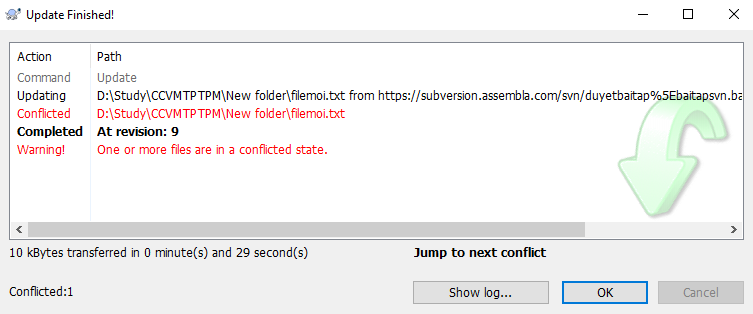 Update Finished!
Action Path
Command Update
Updating D:\Study\CCVMTPTPM\New folder\filemoi.txt from https://subversion.assembla.com/svn/duyetbaitap%5Ebaitapsvn.ba
Conflicted D:\Study\CCVMTPTPM\New folder\filemoi.txt
Completed At revision: 9
Warning! One or more files are in a conflicted state.
10 kBytes transferred in 0 minute(s) and 29 second(s) Jump to next conflict
Conflicted:1 Show log... OK Cancel